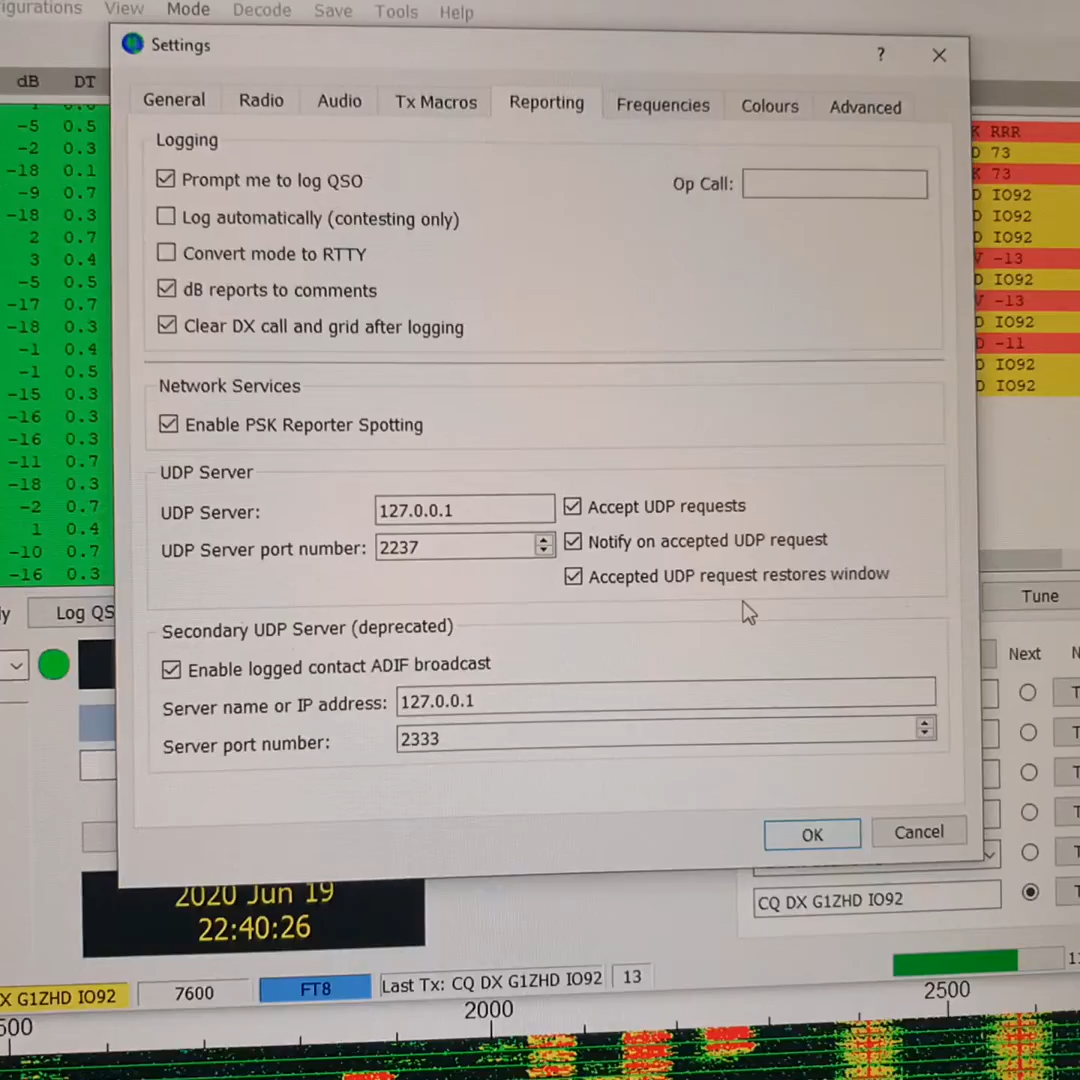 View Mode Decode Save Tools Help
Settings
?
General Radio Audio Tx Macros Reporting Frequencies Colours Advanced
dB DT
-5 0.5
-2 0.3
-18 0.1
-9 0.7
-18 0.3
2 0.7
3 0.4
-5 0.5
-17 0.7
-18 0.3
-1 0.4
-1 0.5
-15 0.3
-16 0.3
-16 0.3
-11 0.7
-18 0.3
-2 0.7
1 0.4
-10 0.7
-16 0.3
Logging
Prompt me to log QSO
Op Call:
Log automatically (contesting only)
Convert mode to RTTY
dB reports to comments
Clear DX call and grid after logging
Network Services
Enable PSK Reporter Spotting
UDP Server
UDP Server: 127.0.0.1
Accept UDP requests
UDP Server port number: 2237
Notify on accepted UDP request
Accepted UDP request restores window
Secondary UDP Server (deprecated)
Enable logged contact ADIF broadcast
Server name or IP address: 127.0.0.1
Server port number: 2333
OK Cancel
RRR
73
73
IO92
IO92
IO92
-13
IO92
-13
IO92
-11
IO92
IO92
Log QS
Tune
Next
2020 Jun 19
22:40:26
CQ DX G1ZHD IO92
X G1ZHD IO92 7600 FT8 Last Tx: CQ DX G1ZHD IO92 13
500 2000 2500